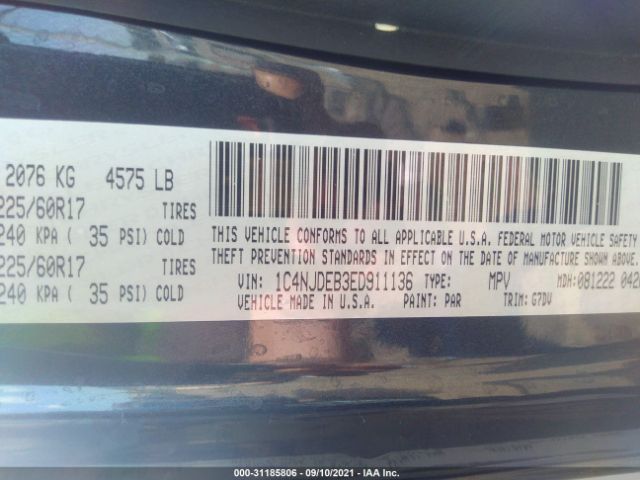 2076 KG 4575 LB
225/60R17 TIRES
240 KPA ( 35 PSI) COLD
225/60R17 TIRES
240 KPA ( 35 PSI) COLD
THIS VEHICLE CONFORMS TO ALL APPLICABLE U.S.A. FEDERAL MOTOR VEHICLE SAFETY
THEFT PREVENTION STANDARDS IN EFFECT ON THE DATE OF MANUFACTURE SHOWN
VIN: 1C4NJDEB3ED911136 TYPE: MPV MDH: 081222 042
VEHICLE MADE IN U.S.A. PAINT: PAR TRIM: G7DV
000-31185806 - 09/10/2021 - IAA Inc.